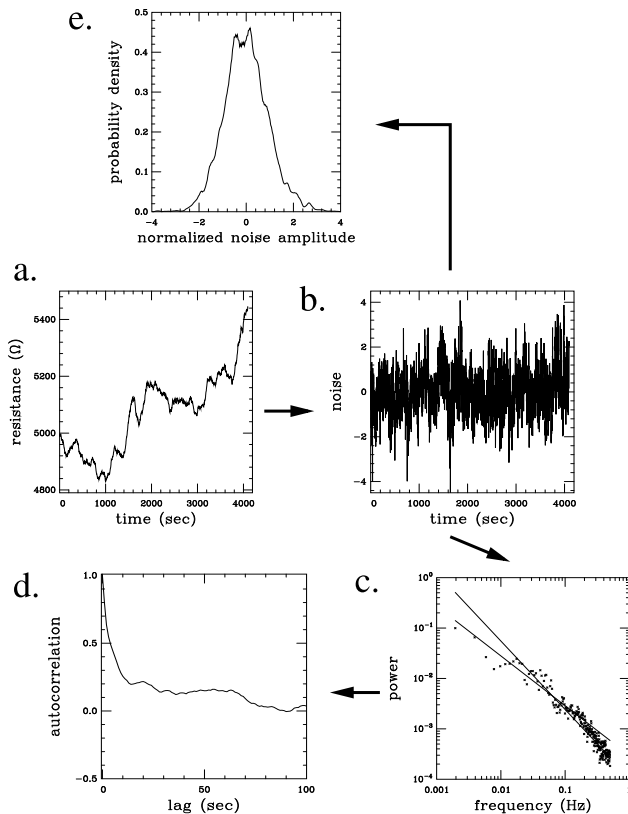 e.
probability density
0.5
0.4
0.3
0.2
0.1
0.0
−4 −2 0 2 4
normalized noise amplitude
a.
resistance (Ω)
5400
5200
5000
4800
0 1000 2000 3000 4000
time (sec)
b.
noise
4
2
0
−2
−4
0 1000 2000 3000 4000
time (sec)
d.
autocorrelation
1.0
0.5
0.0
−0.5
0 50 100
lag (sec)
c.
power
10⁰
10⁻¹
10⁻²
10⁻³
10⁻⁴
0.001 0.01 0.1 1
frequency (Hz)